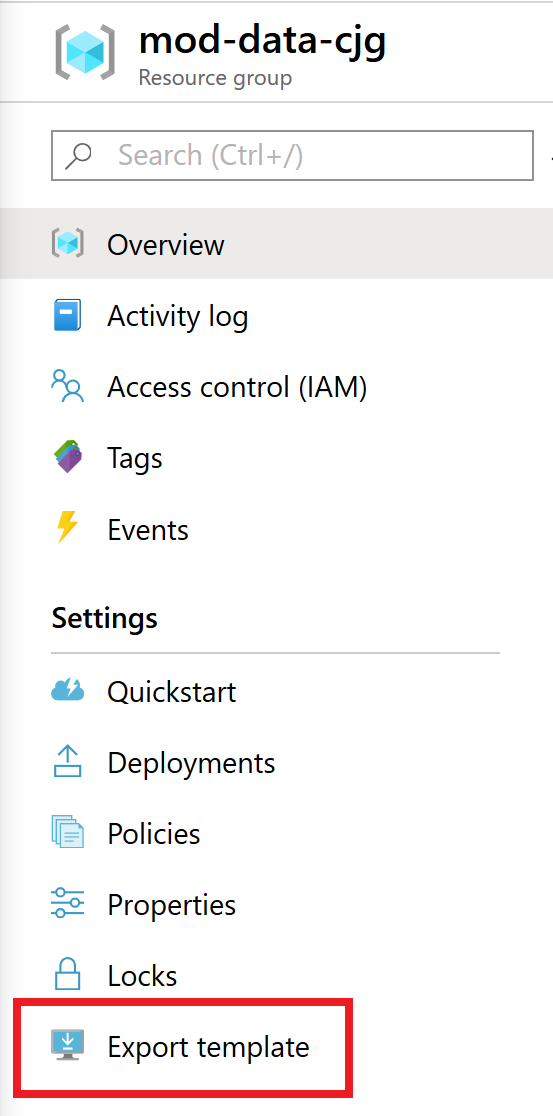 mod-data-cjg
Resource group
Search (Ctrl+/)
Overview
Activity log
Access control (IAM)
Tags
Events
Settings
Quickstart
Deployments
Policies
Properties
Locks
Export template